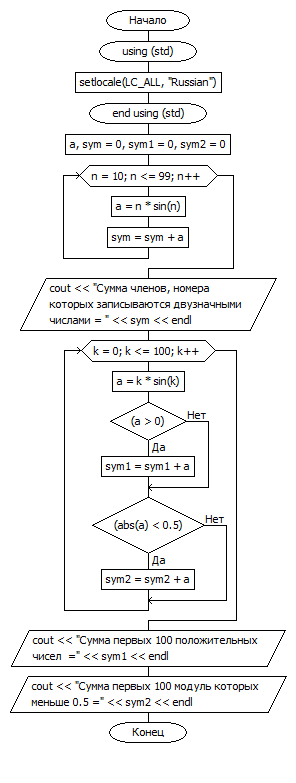 Начало
using (std)
setlocale(LC_ALL, "Russian")
end using (std)
a, sym = 0, sym1 = 0, sym2 = 0
n = 10; n <= 99; n++
a = n * sin(n)
sym = sym + a
cout << "Сумма членов, номера
которых записываются двузначными
числами = " << sym << endl
k = 0; k <= 100; k++
a = k * sin(k)
(a > 0)
Нет
Да
sym1 = sym1 + a
(abs(a) < 0.5)
Нет
Да
sym2 = sym2 + a
cout << "Сумма первых 100 положительных
чисел  =" << sym1 << endl
cout << "Сумма первых 100 модуль которых
меньше 0.5 =" << sym2 << endl
Конец